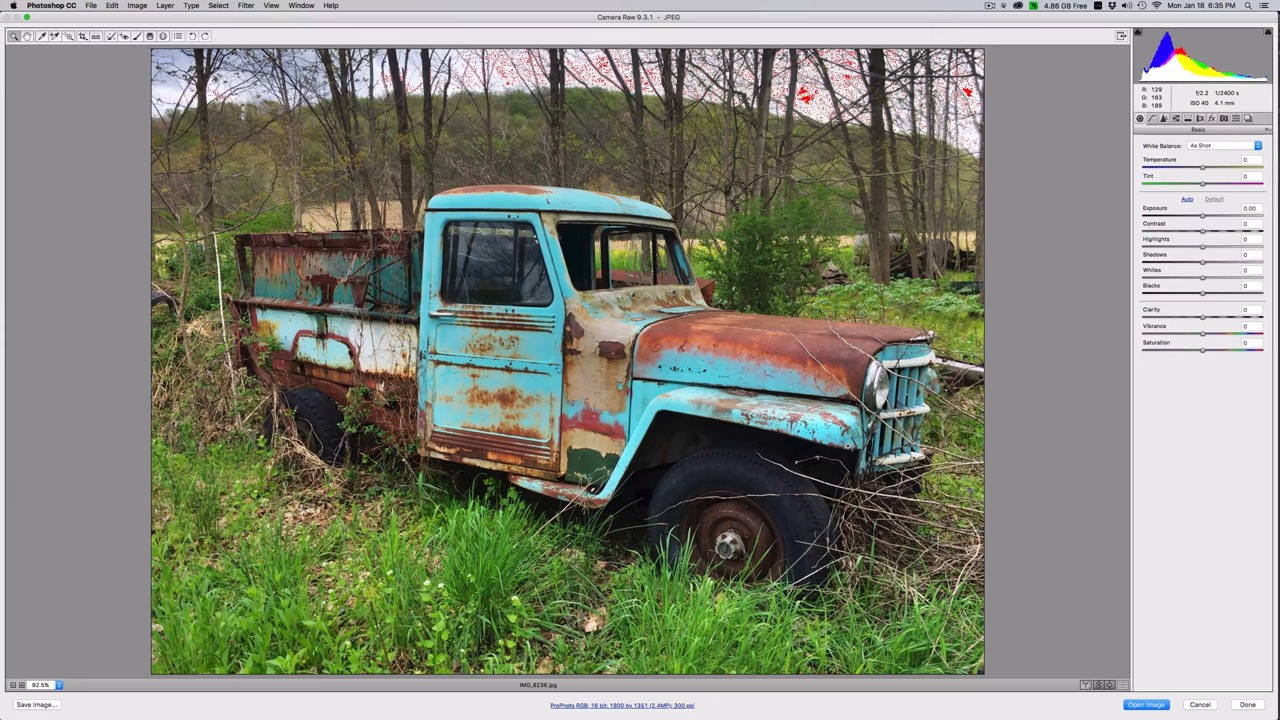 Photoshop CC File Edit Image Layer Type Select Filter View Window Help 4.66 GB Free Mon Jan 18 6:35 PM
Camera Raw 9.3.1 - JPEG
R: 129
G: 163
B: 189
f/2.2 1/2400 s
ISO 40 4.1 mm
Basic
White Balance: As Shot
Temperature 0
Tint 0
Auto Default
Exposure 0.00
Contrast 0
Highlights 0
Shadows 0
Whites 0
Blacks 0
Clarity 0
Vibrance 0
Saturation 0
92.5% IMG_8236.jpg
Save Image... ProPhoto RGB; 16 bit; 1800 by 1351 (2.4MP); 300 ppi Open Image Cancel Done